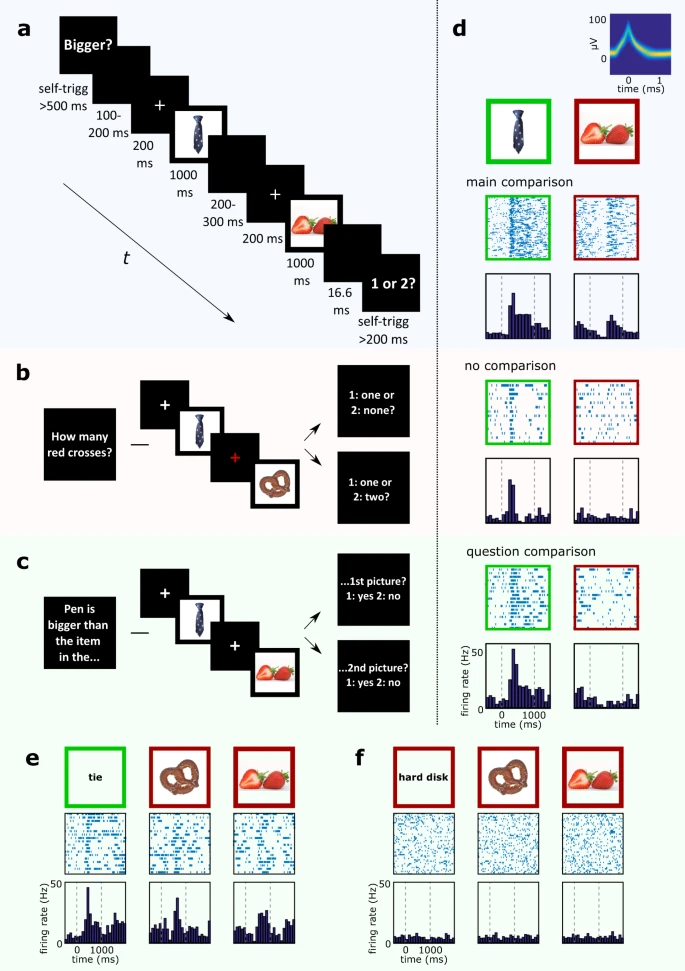 a
Bigger?
self-trigg
>500 ms
100-
200 ms
+
200
ms
1000
ms
200-
300 ms
+
200 ms
1000
ms
16.6
ms
1 or 2?
self-trigg
>200 ms
t
b
How many
red crosses?
+
+
1: one or
2: none?
1: one or
2: two?
c
Pen is
bigger than
the item
in the...
+
+
...1st picture?
1: yes 2: no
...2nd picture?
1: yes 2: no
d
100
μV
0
0 1
time (ms)
main comparison
no comparison
question comparison
50
firing rate (Hz)
0
0 1000
time (ms)
e
tie
50
firing rate (Hz)
0
0 1000
time (ms)
f
hard disk
50
firing rate (Hz)
0
0 1000
time (ms)